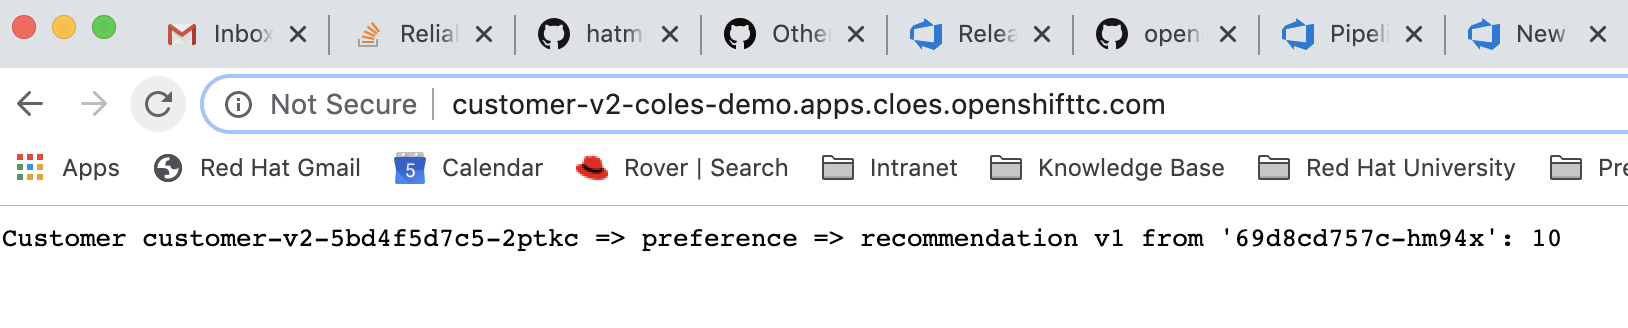 Inbox Relial hatm Other Relea open Pipeli New
Not Secure customer-v2-coles-demo.apps.cloes.openshifttc.com
Apps Red Hat Gmail 5 Calendar Rover | Search Intranet Knowledge Base Red Hat University Pre
Customer customer-v2-5bd4f5d7c5-2ptkc => preference => recommendation v1 from '69d8cd757c-hm94x': 10